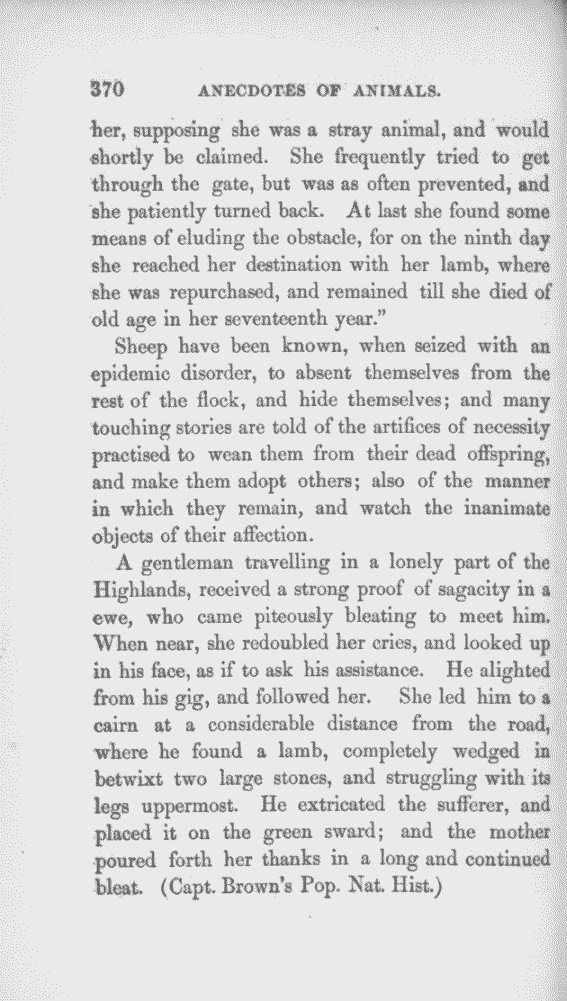 370 ANECDOTES OF ANIMALS.
her, supposing she was a stray animal, and would
shortly be claimed. She frequently tried to get
through the gate, but was as often prevented, and
she patiently turned back. At last she found some
means of eluding the obstacle, for on the ninth day
she reached her destination with her lamb, where
she was repurchased, and remained till she died of
old age in her seventeenth year."
Sheep have been known, when seized with an
epidemic disorder, to absent themselves from the
rest of the flock, and hide themselves; and many
touching stories are told of the artifices of necessity
practised to wean them from their dead offspring,
and make them adopt others; also of the manner
in which they remain, and watch the inanimate
objects of their affection.
A gentleman travelling in a lonely part of the
Highlands, received a strong proof of sagacity in a
ewe, who came piteously bleating to meet him.
When near, she redoubled her cries, and looked up
in his face, as if to ask his assistance. He alighted
from his gig, and followed her. She led him to a
cairn at a considerable distance from the road,
where he found a lamb, completely wedged in
betwixt two large stones, and struggling with its
legs uppermost. He extricated the sufferer, and
placed it on the green sward; and the mother
poured forth her thanks in a long and continued
bleat. (Capt. Brown's Pop. Nat. Hist.)